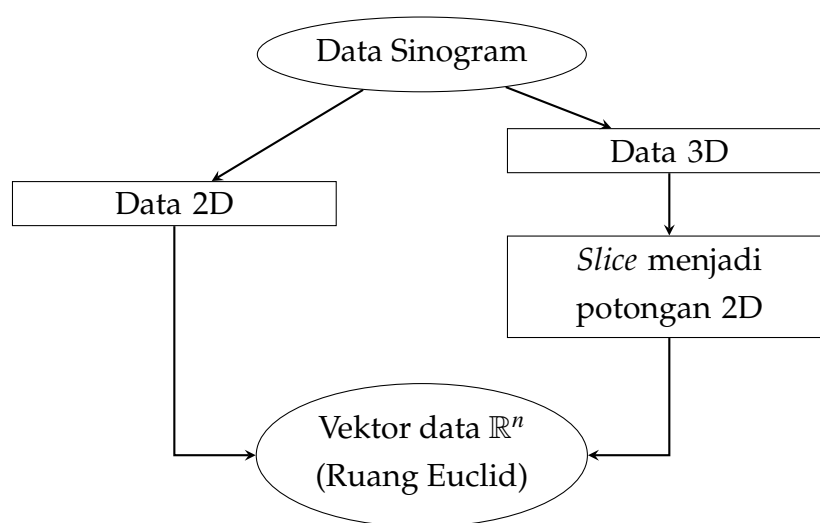 Data Sinogram
Data 3D
Data 2D
Slice menjadi
potongan 2D
Vektor data ℝⁿ
(Ruang Euclid)